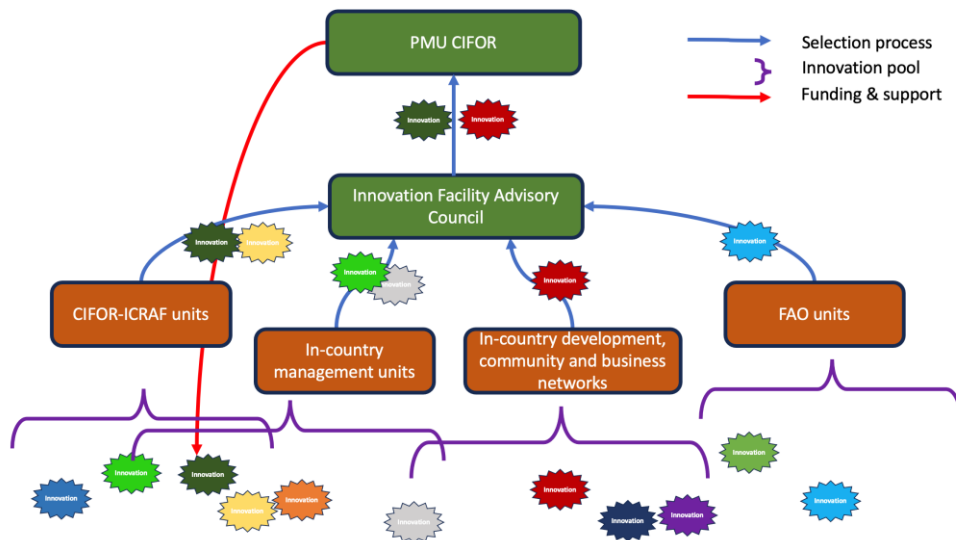 PMU CIFOR
Selection process
Innovation pool
Funding & support
Innovation
Innovation
Innovation Facility Advisory
Council
Innovation
Innovation
Innovation
Innovation
Innovation
Innovation
CIFOR-ICRAF units
In-country
management units
In-country development,
community and business
networks
FAO units
Innovation
Innovation
Innovation
Innovation
Innovation
Innovation
Innovation
Innovation
Innovation
Innovation
Innovation